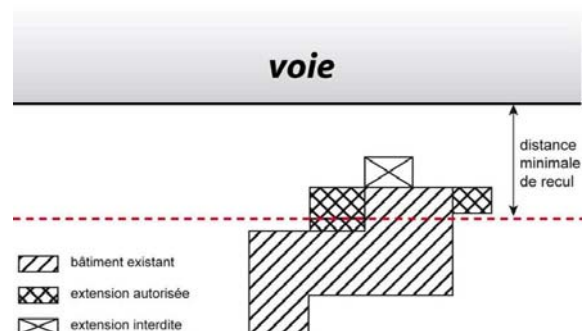 voie
distance
minimale
de recul
bâtiment existant
extension autorisée
extension interdite